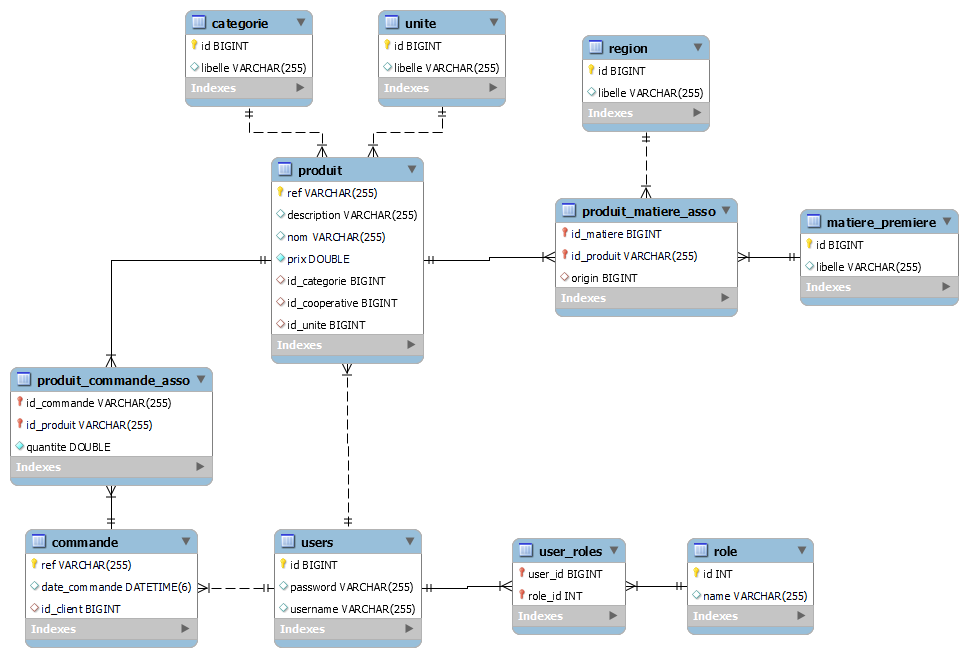 categorie
id BIGINT
libelle VARCHAR(255)
Indexes
unite
id BIGINT
libelle VARCHAR(255)
Indexes
region
id BIGINT
libelle VARCHAR(255)
Indexes
produit
ref VARCHAR(255)
description VARCHAR(255)
nom VARCHAR(255)
prix DOUBLE
id_categorie BIGINT
id_cooperative BIGINT
id_unite BIGINT
Indexes
produit_matiere_asso
id_matiere BIGINT
id_produit VARCHAR(255)
origin BIGINT
Indexes
matiere_premiere
id BIGINT
libelle VARCHAR(255)
Indexes
produit_commande_asso
id_commande VARCHAR(255)
id_produit VARCHAR(255)
quantite DOUBLE
Indexes
commande
ref VARCHAR(255)
date_commande DATETIME(6)
id_client BIGINT
Indexes
users
id BIGINT
password VARCHAR(255)
username VARCHAR(255)
Indexes
user_roles
user_id BIGINT
role_id INT
Indexes
role
id INT
name VARCHAR(255)
Indexes